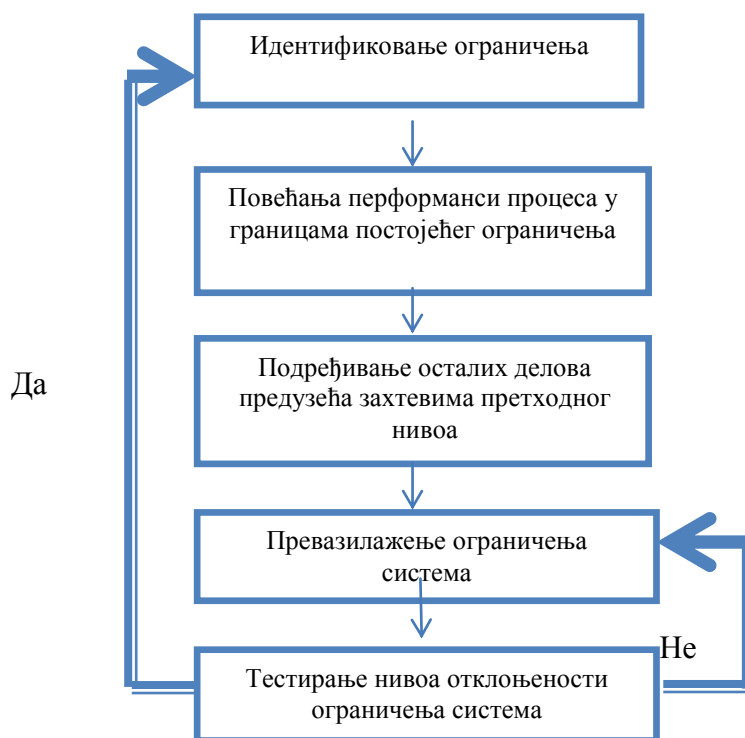 Идентификовање ограничења
Повећања перформанси процеса у
границама постојећег ограничења
Подређивање осталих делова
предузећа захтевима претходног
нивоа
Да
Превазилажење ограничења
система
Не
Тестирање нивоа отклоњености
ограничења система